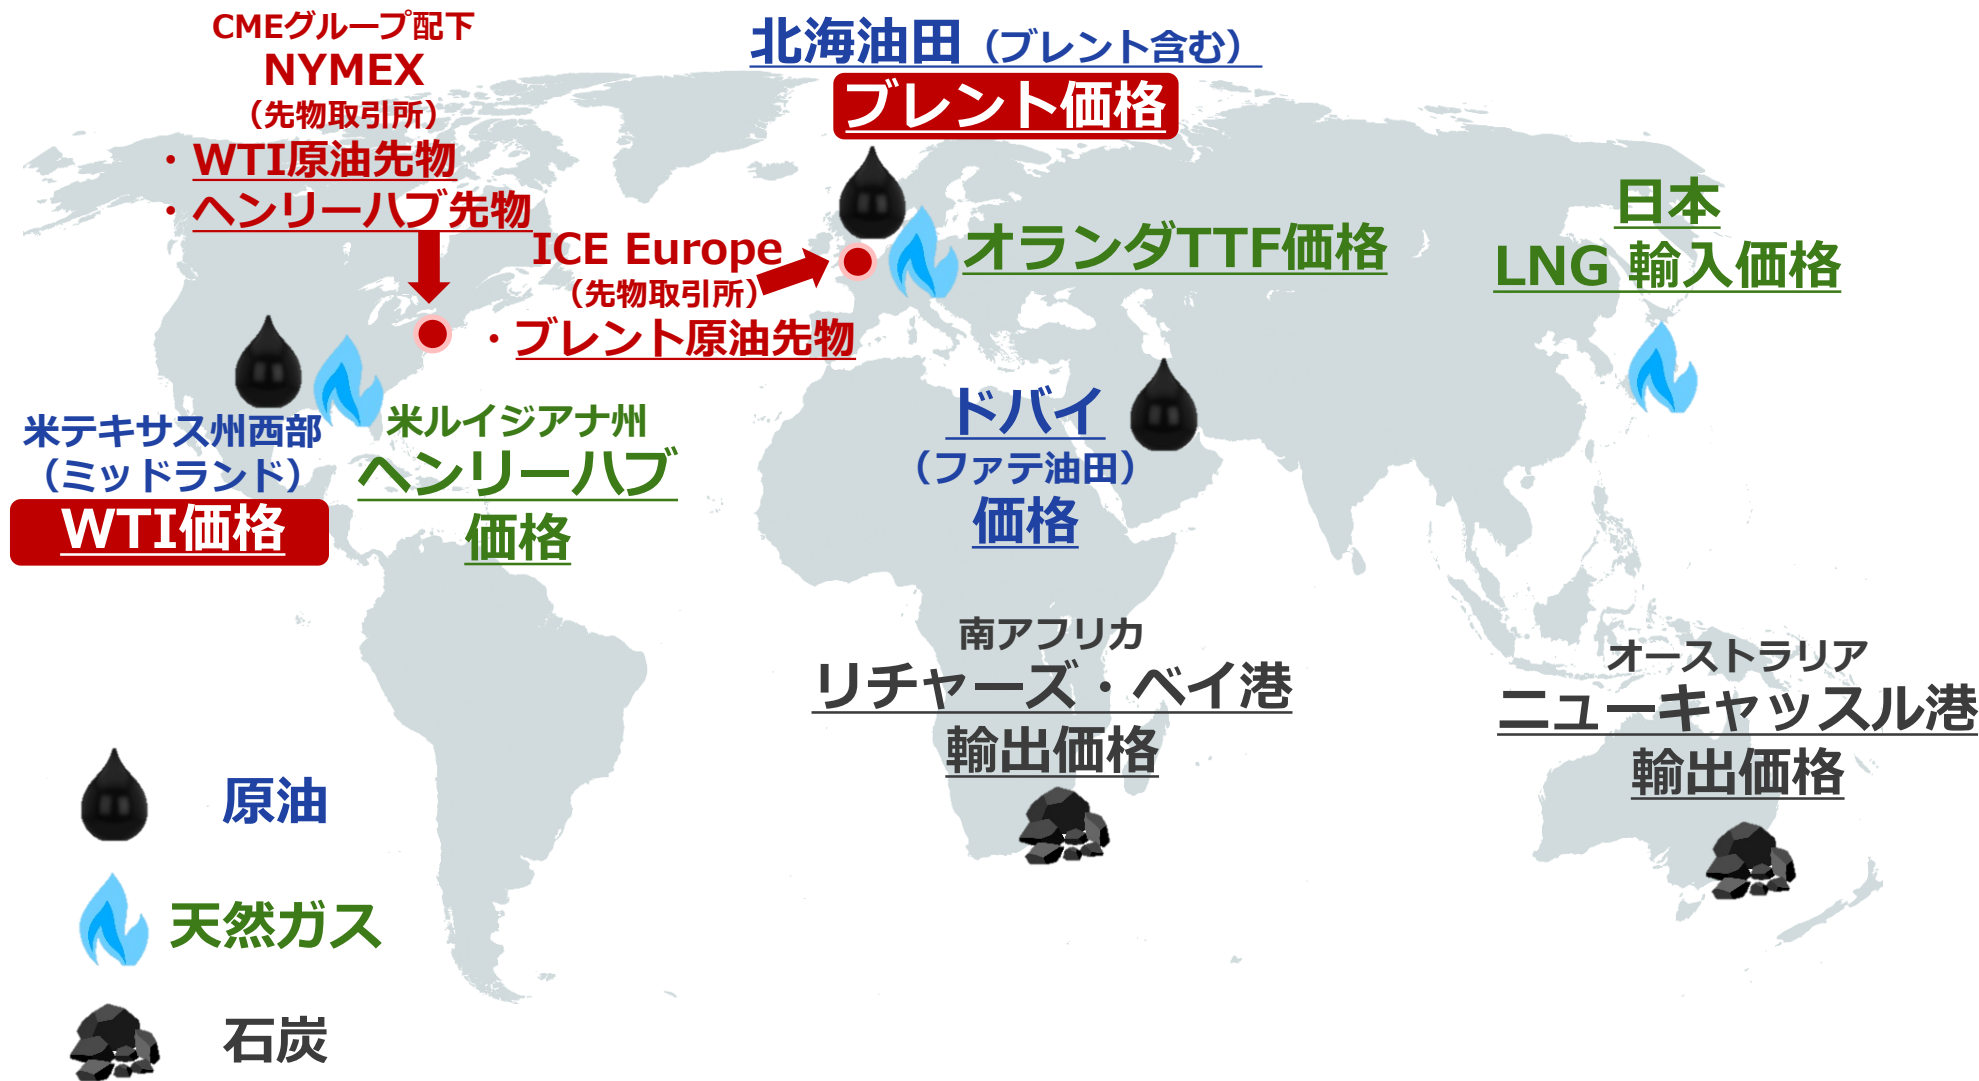 CMEグループ配下
NYMEX
（先物取引所）
・WTI原油先物
・ヘンリーハブ先物
北海油田（ブレント含む）
ブレント価格
ICE Europe
（先物取引所）
・ブレント原油先物
オランダTTF価格
日本
LNG 輸入価格
米テキサス州西部
（ミッドランド）
WTI価格
米ルイジアナ州
ヘンリーハブ
価格
ドバイ
（ファテ油田）
価格
南アフリカ
リチャーズ・ベイ港
輸出価格
オーストラリア
ニューキャッスル港
輸出価格
原油
天然ガス
石炭